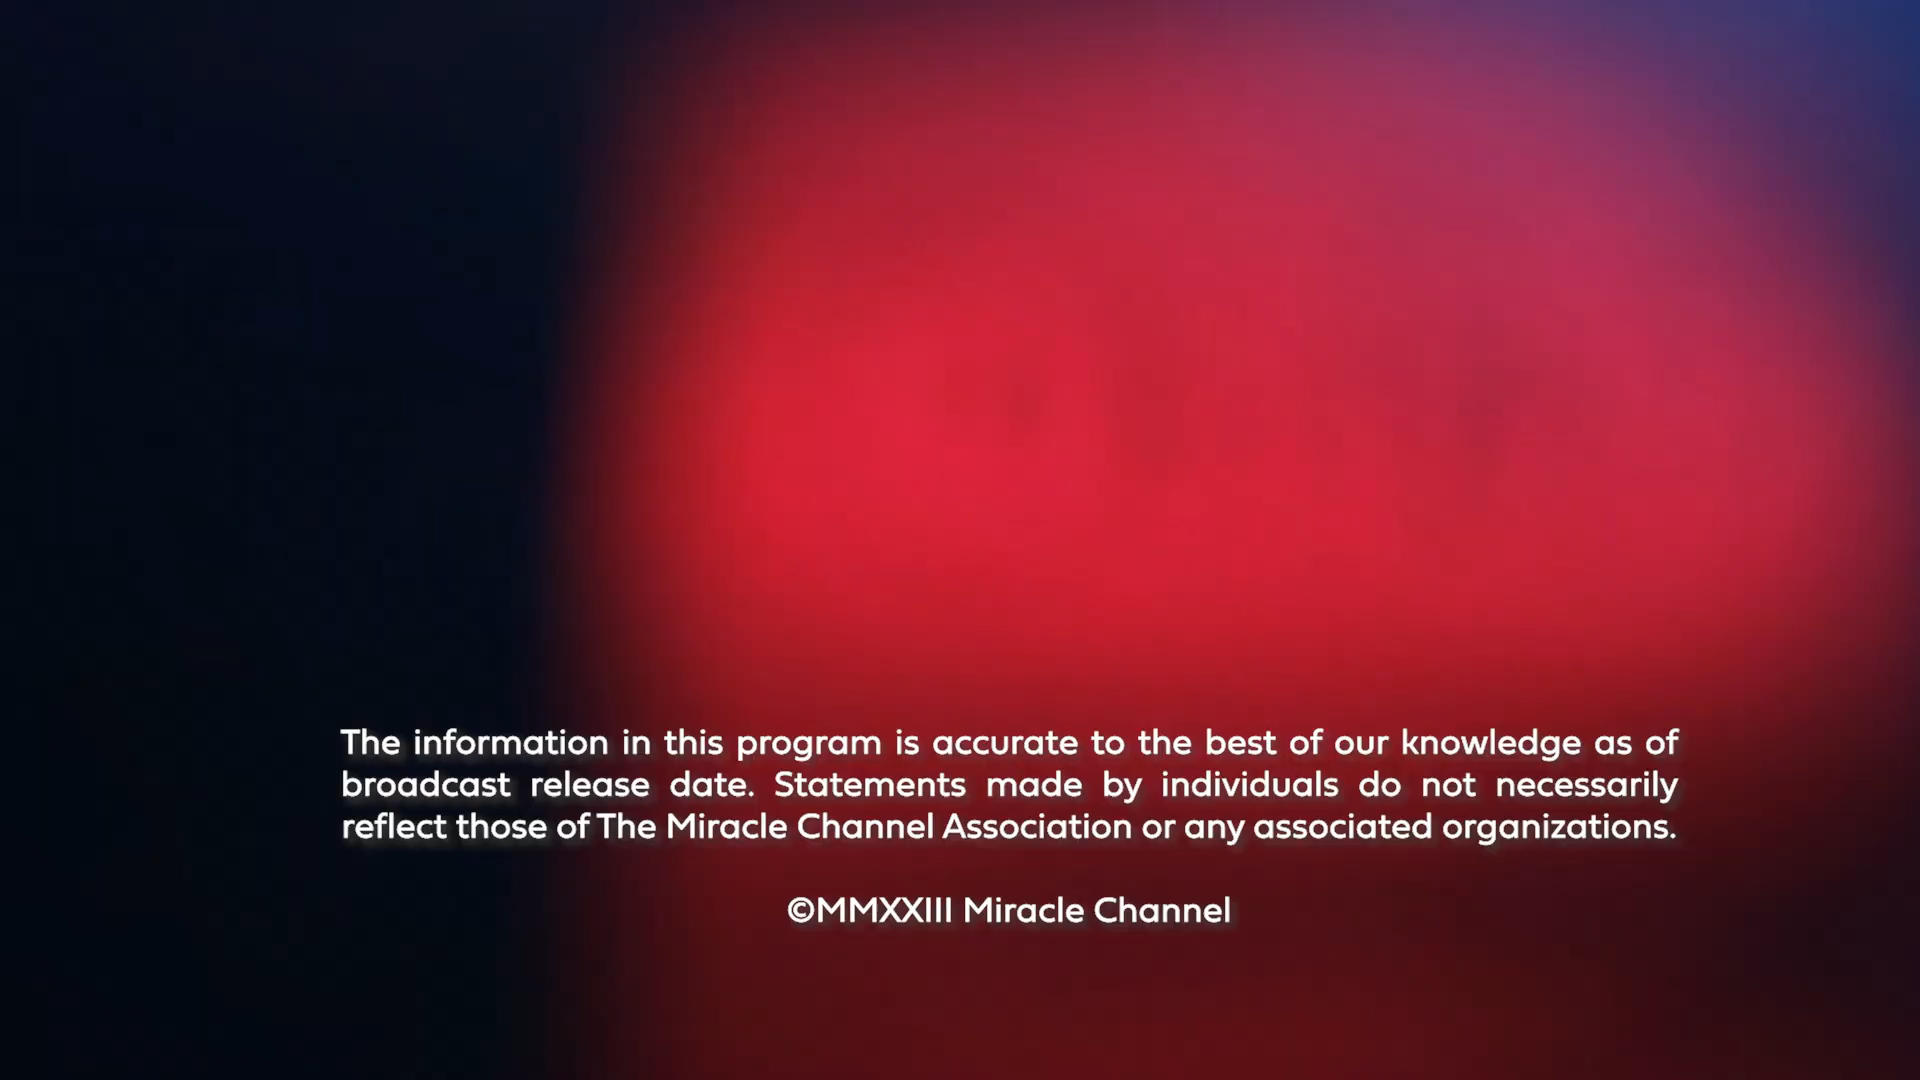 The information in this program is accurate to the best of our knowledge as of
broadcast release date. Statements made by individuals do not necessarily
reflect those of The Miracle Channel Association or any associated organizations.
©MMXXIII Miracle Channel